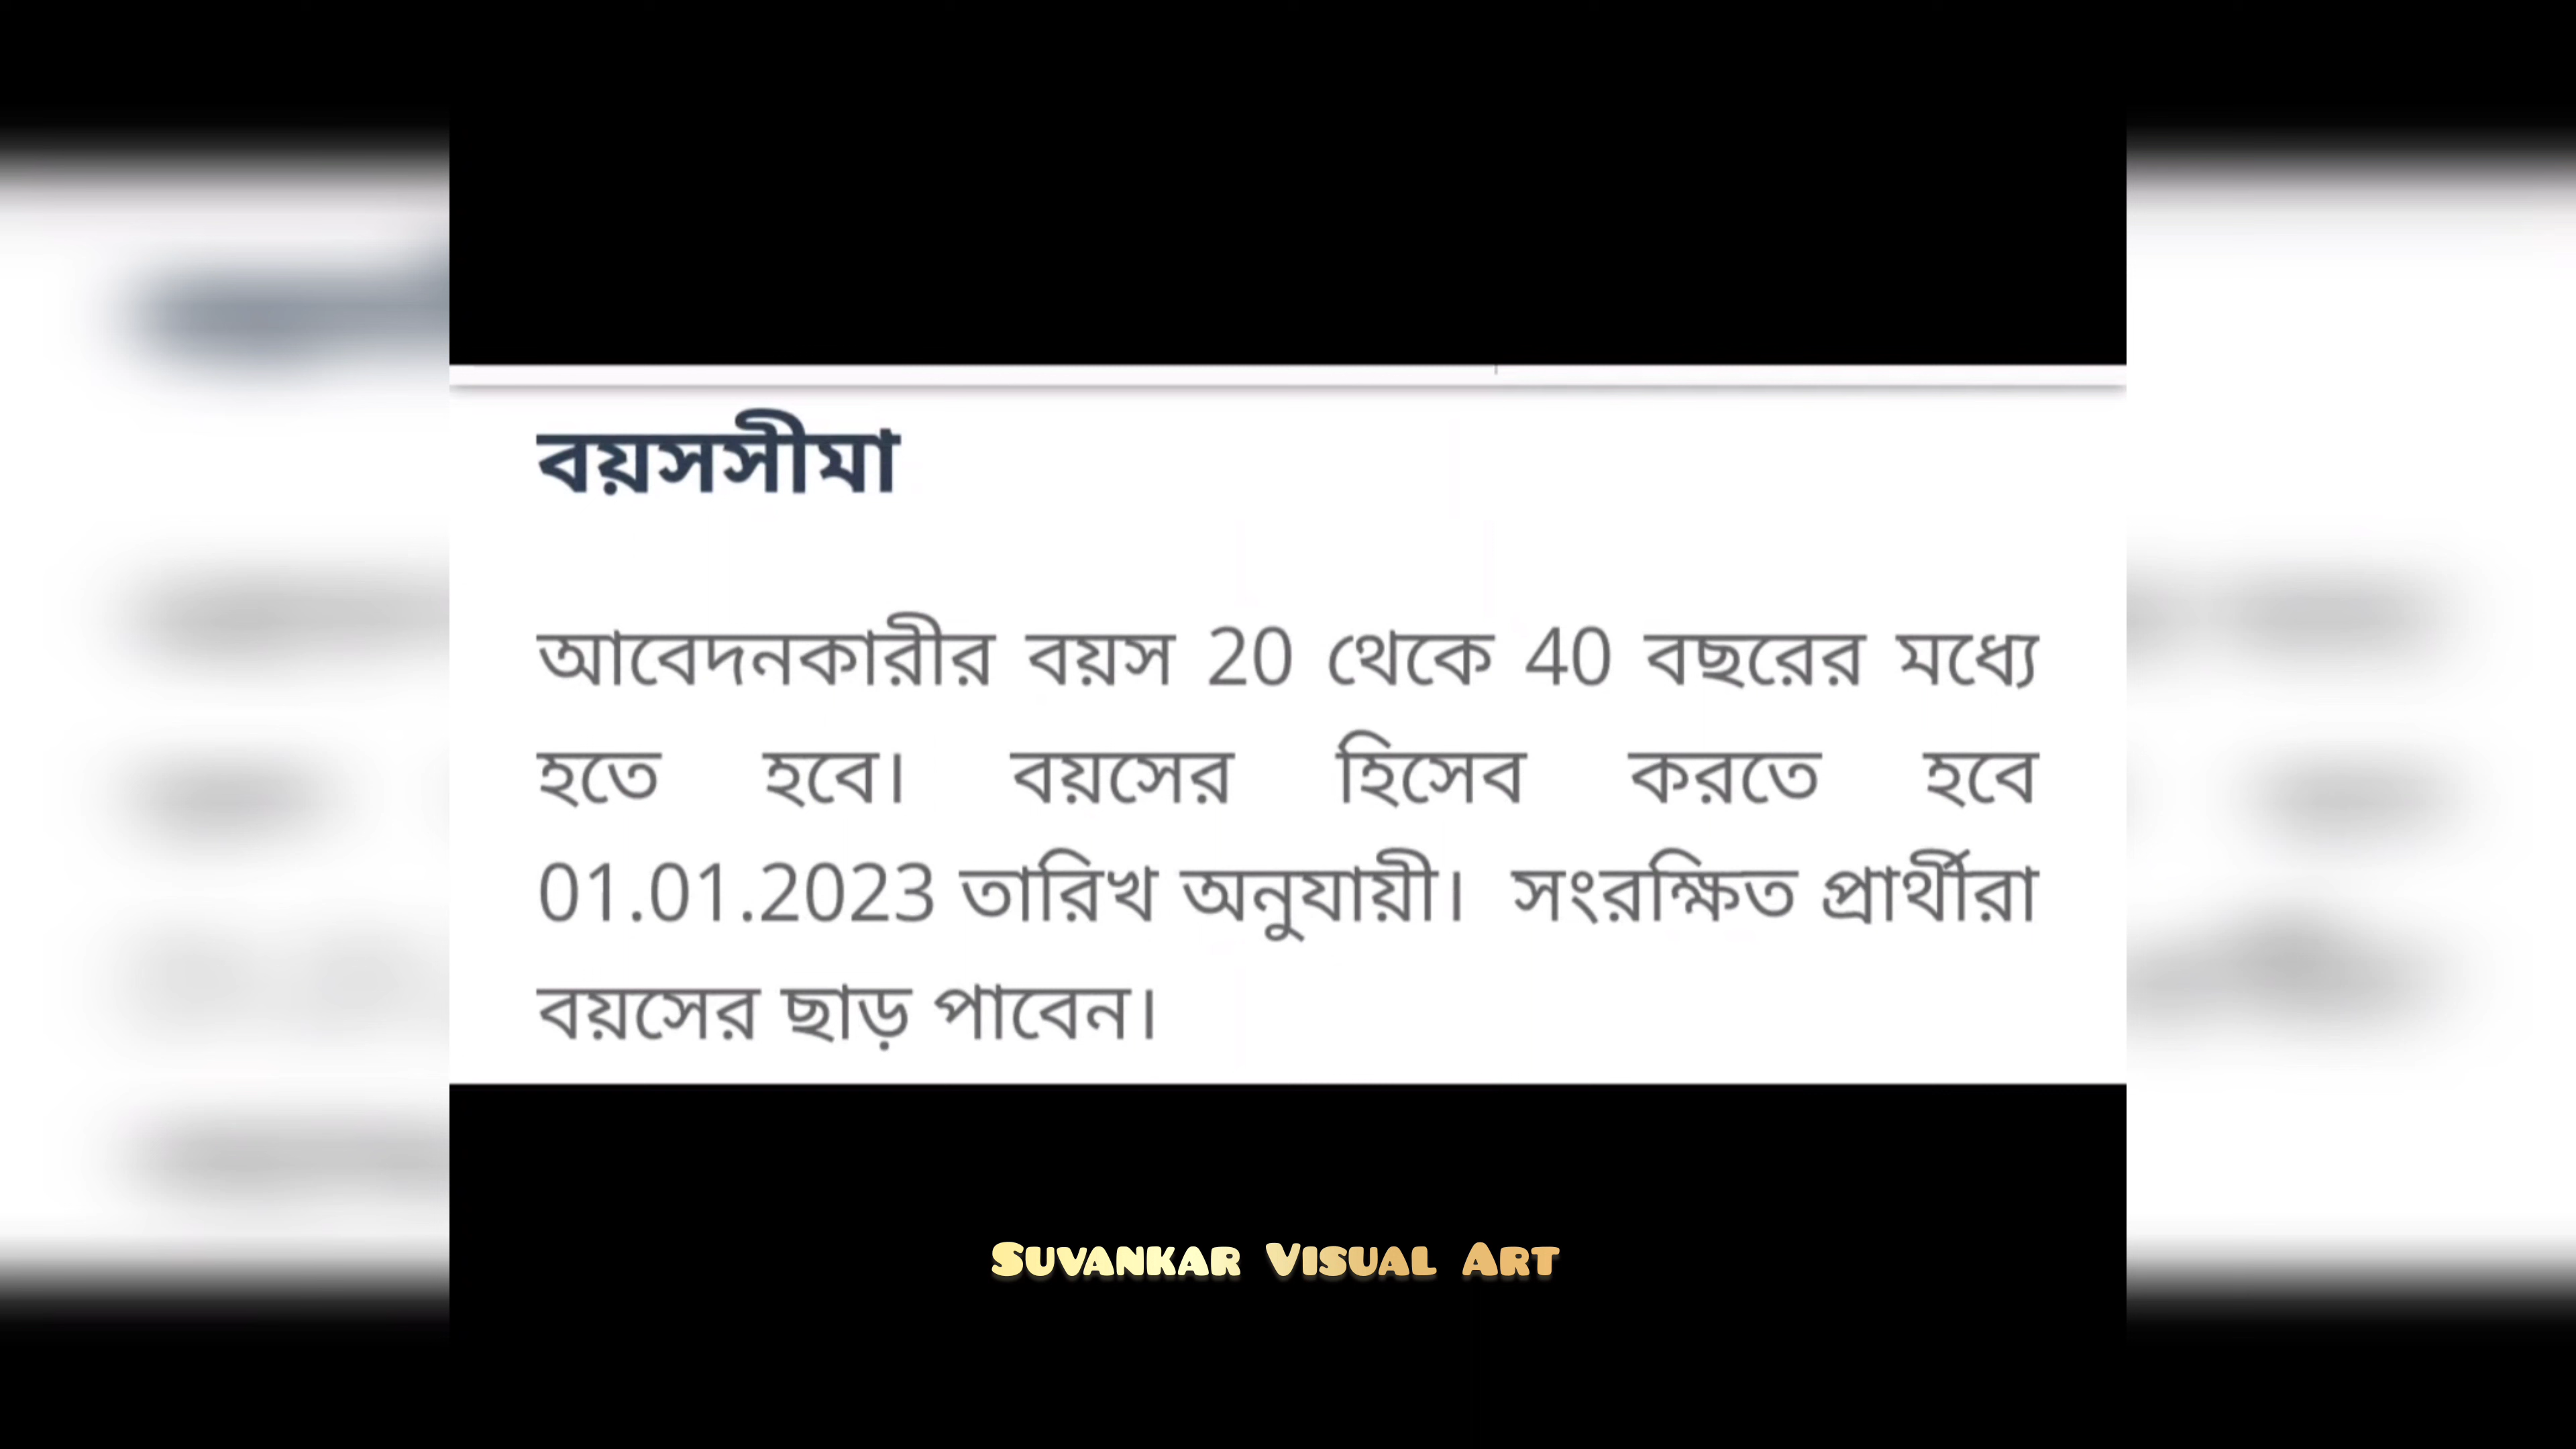 বয়সসীমা
আবেদনকারীর বয়স 20 থেকে 40 বছরের মধ্যে
হতে হবে। বয়সের হিসেব করতে হবে
01.01.2023 তারিখ অনুযায়ী। সংরক্ষিত প্রার্থীরা
বয়সের ছাড় পাবেন।
SUVANKAR VISUAL ART